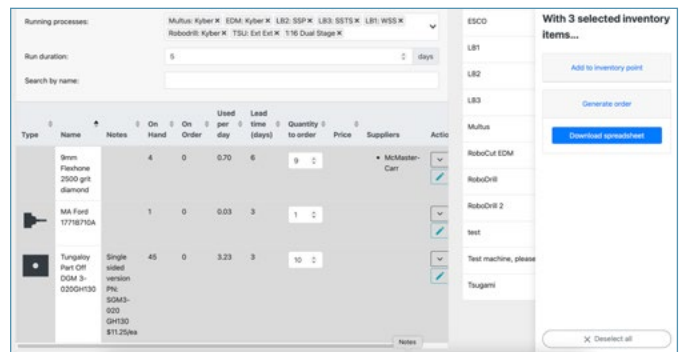 Running processes:
Multus: Kyber × EDM: Kyber × LB2: SSP × LB3: SSTS × LB1: WSS ×
Robodrill: Kyber × TSU: Ext Ext × 1:16 Dual Stage ×
Run duration:
5
days
Search by name:
Type
Name
Notes
On Hand
On Order
Used per day
Lead time (days)
Quantity to order
Price
Suppliers
Actio
9mm Flexhone 2500 grit diamond
4
0
0.70
6
9
• McMaster-Carr
MA Ford 17718710A
1
0
0.03
3
1
Tungaloy Part Off DGM 3-020GH130
Single sided version PN: SGM3-020 GH130 $11.25/ea
45
0
3.23
3
10
Notes
ESCO
LB1
LB2
LB3
Multus
RoboCut EDM
RoboDrill
RoboDrill 2
test
Test machine, please
Tsugami
With 3 selected inventory
items...
Add to inventory point
Generate order
Download spreadsheet
× Deselect all